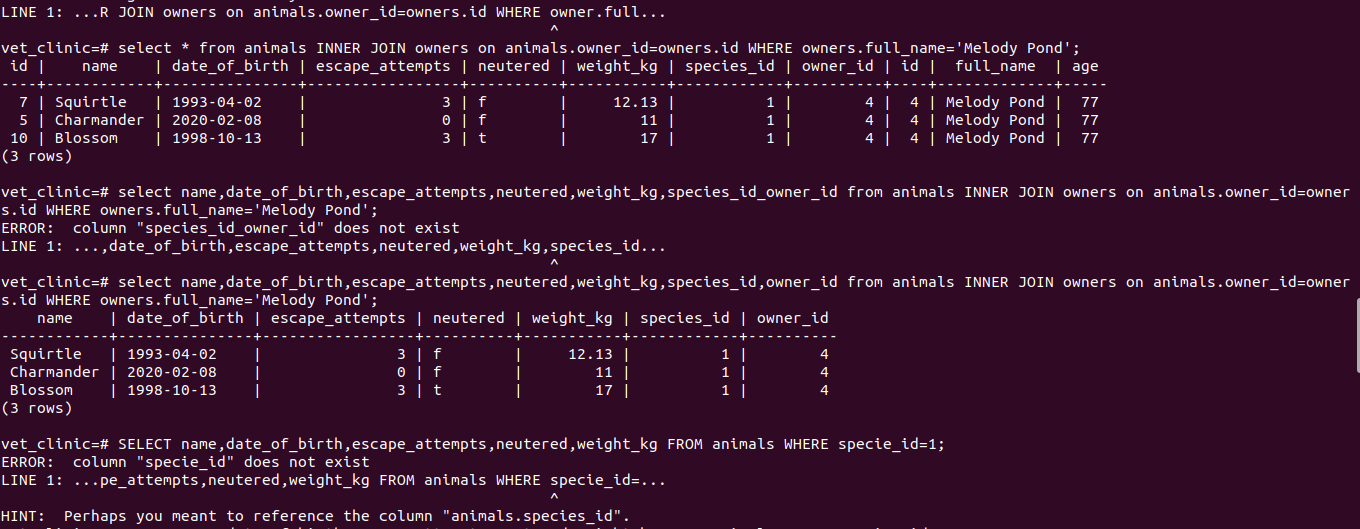 LINE 1: ...R JOIN owners on animals.owner_id=owners.id WHERE owner.full...
^
vet_clinic=# select * from animals INNER JOIN owners on animals.owner_id=owners.id WHERE owners.full_name='Melody Pond';
 id |    name    | date_of_birth | escape_attempts | neutered | weight_kg | species_id | owner_id | id |  full_name  | age
----+------------+---------------+-----------------+----------+-----------+------------+----------+----+-------------+-----
  7 | Squirtle   | 1993-04-02    |               3 | f        |     12.13 |          1 |        4 |  4 | Melody Pond |  77
  5 | Charmander | 2020-02-08    |               0 | f        |        11 |          1 |        4 |  4 | Melody Pond |  77
 10 | Blossom    | 1998-10-13    |               3 | t        |        17 |          1 |        4 |  4 | Melody Pond |  77
(3 rows)
vet_clinic=# select name,date_of_birth,escape_attempts,neutered,weight_kg,species_id_owner_id from animals INNER JOIN owners on animals.owner_id=owner
s.id WHERE owners.full_name='Melody Pond';
ERROR:  column "species_id_owner_id" does not exist
LINE 1: ...,date_of_birth,escape_attempts,neutered,weight_kg,species_id...
^
vet_clinic=# select name,date_of_birth,escape_attempts,neutered,weight_kg,species_id,owner_id from animals INNER JOIN owners on animals.owner_id=owner
s.id WHERE owners.full_name='Melody Pond';
    name    | date_of_birth | escape_attempts | neutered | weight_kg | species_id | owner_id
------------+---------------+-----------------+----------+-----------+------------+----------
 Squirtle   | 1993-04-02    |               3 | f        |     12.13 |          1 |        4
 Charmander | 2020-02-08    |               0 | f        |        11 |          1 |        4
 Blossom    | 1998-10-13    |               3 | t        |        17 |          1 |        4
(3 rows)
vet_clinic=# SELECT name,date_of_birth,escape_attempts,neutered,weight_kg FROM animals WHERE specie_id=1;
ERROR:  column "specie_id" does not exist
LINE 1: ...pe_attempts,neutered,weight_kg FROM animals WHERE specie_id=...
^
HINT:  Perhaps you meant to reference the column "animals.species_id".